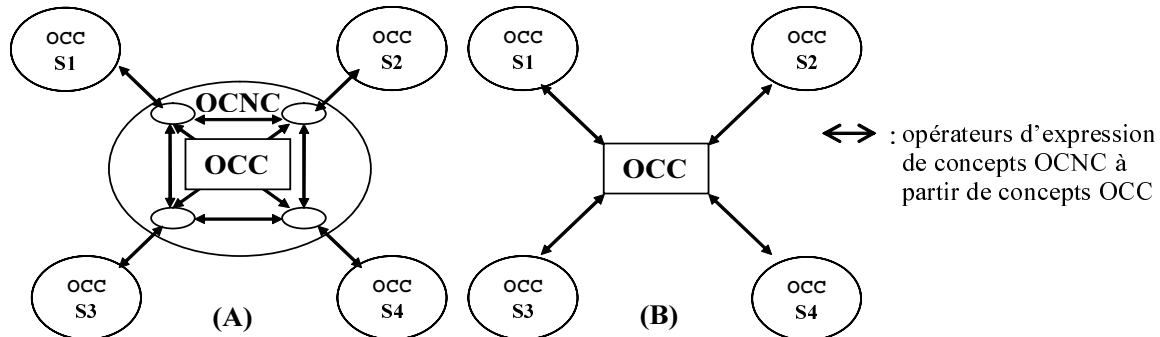 OCC
S1
OCC
S2
OCNC
OCC
OCC
S3
OCC
S4
(A)
OCC
S1
OCC
S2
OCC
OCC
S3
OCC
S4
(B)
: opérateurs d'expression
de concepts OCNC à
partir de concepts OCC